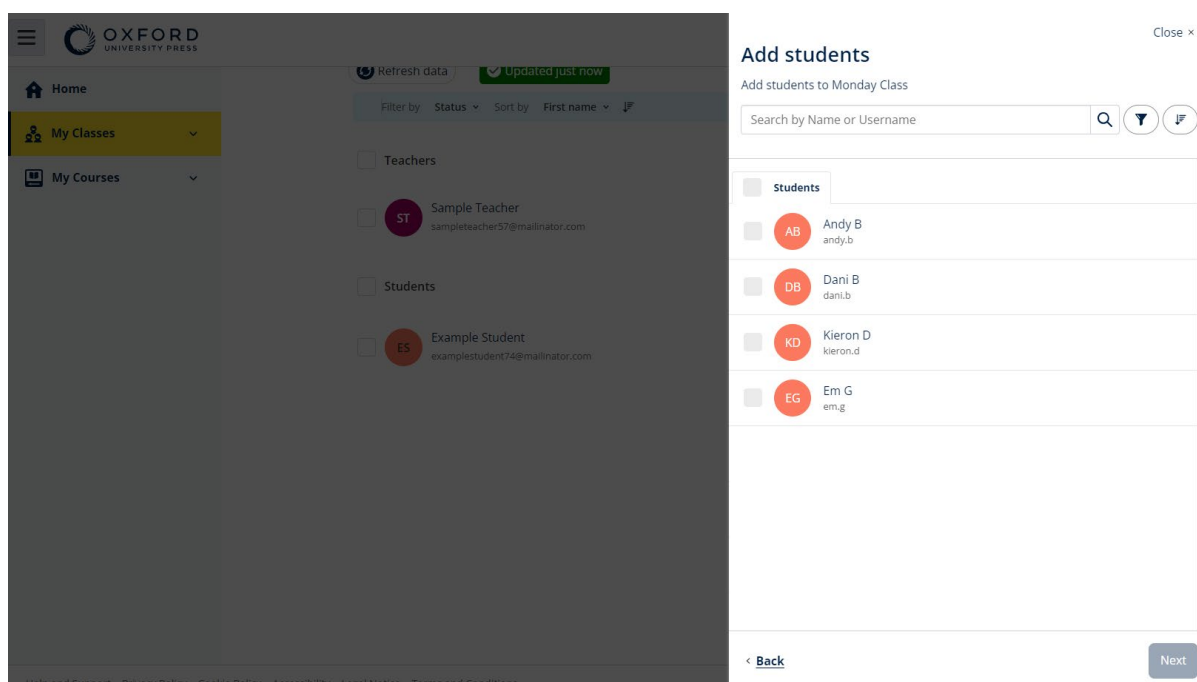 OXFORD
UNIVERSITY PRESS
Home
My Classes
My Courses
Refresh data
Updated just now
Filter by Status Sort by First name
Teachers
ST
Sample Teacher
sampleteacher57@mailinator.com
Students
ES
Example Student
examplestudent74@mailinator.com
Close ×
Add students
Add students to Monday Class
Search by Name or Username
Students
AB
Andy B
andy.b
DB
Dani B
dani.b
KD
Kieron D
kieron.d
EG
Em G
em.g
Back
Next